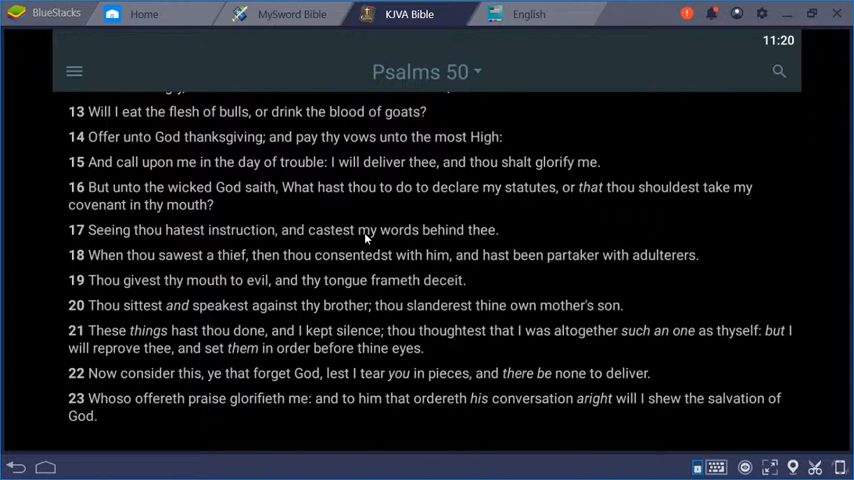 BlueStacks
Home
MySword Bible
KJVA Bible
English
11:20
Psalms 50
13 Will I eat the flesh of bulls, or drink the blood of goats?
14 Offer unto God thanksgiving; and pay thy vows unto the most High:
15 And call upon me in the day of trouble: I will deliver thee, and thou shalt glorify me.
16 But unto the wicked God saith, What hast thou to do to declare my statutes, or that thou shouldest take my
covenant in thy mouth?
17 Seeing thou hatest instruction, and castest my words behind thee.
18 When thou sawest a thief, then thou consentedst with him, and hast been partaker with adulterers.
19 Thou givest thy mouth to evil, and thy tongue frameth deceit.
20 Thou sittest and speakest against thy brother; thou slanderest thine own mother's son.
21 These things hast thou done, and I kept silence; thou thoughtest that I was altogether such an one as thyself: but I
will reprove thee, and set them in order before thine eyes.
22 Now consider this, ye that forget God, lest I tear you in pieces, and there be none to deliver.
23 Whoso offereth praise glorifieth me: and to him that ordereth his conversation aright will I shew the salvation of
God.